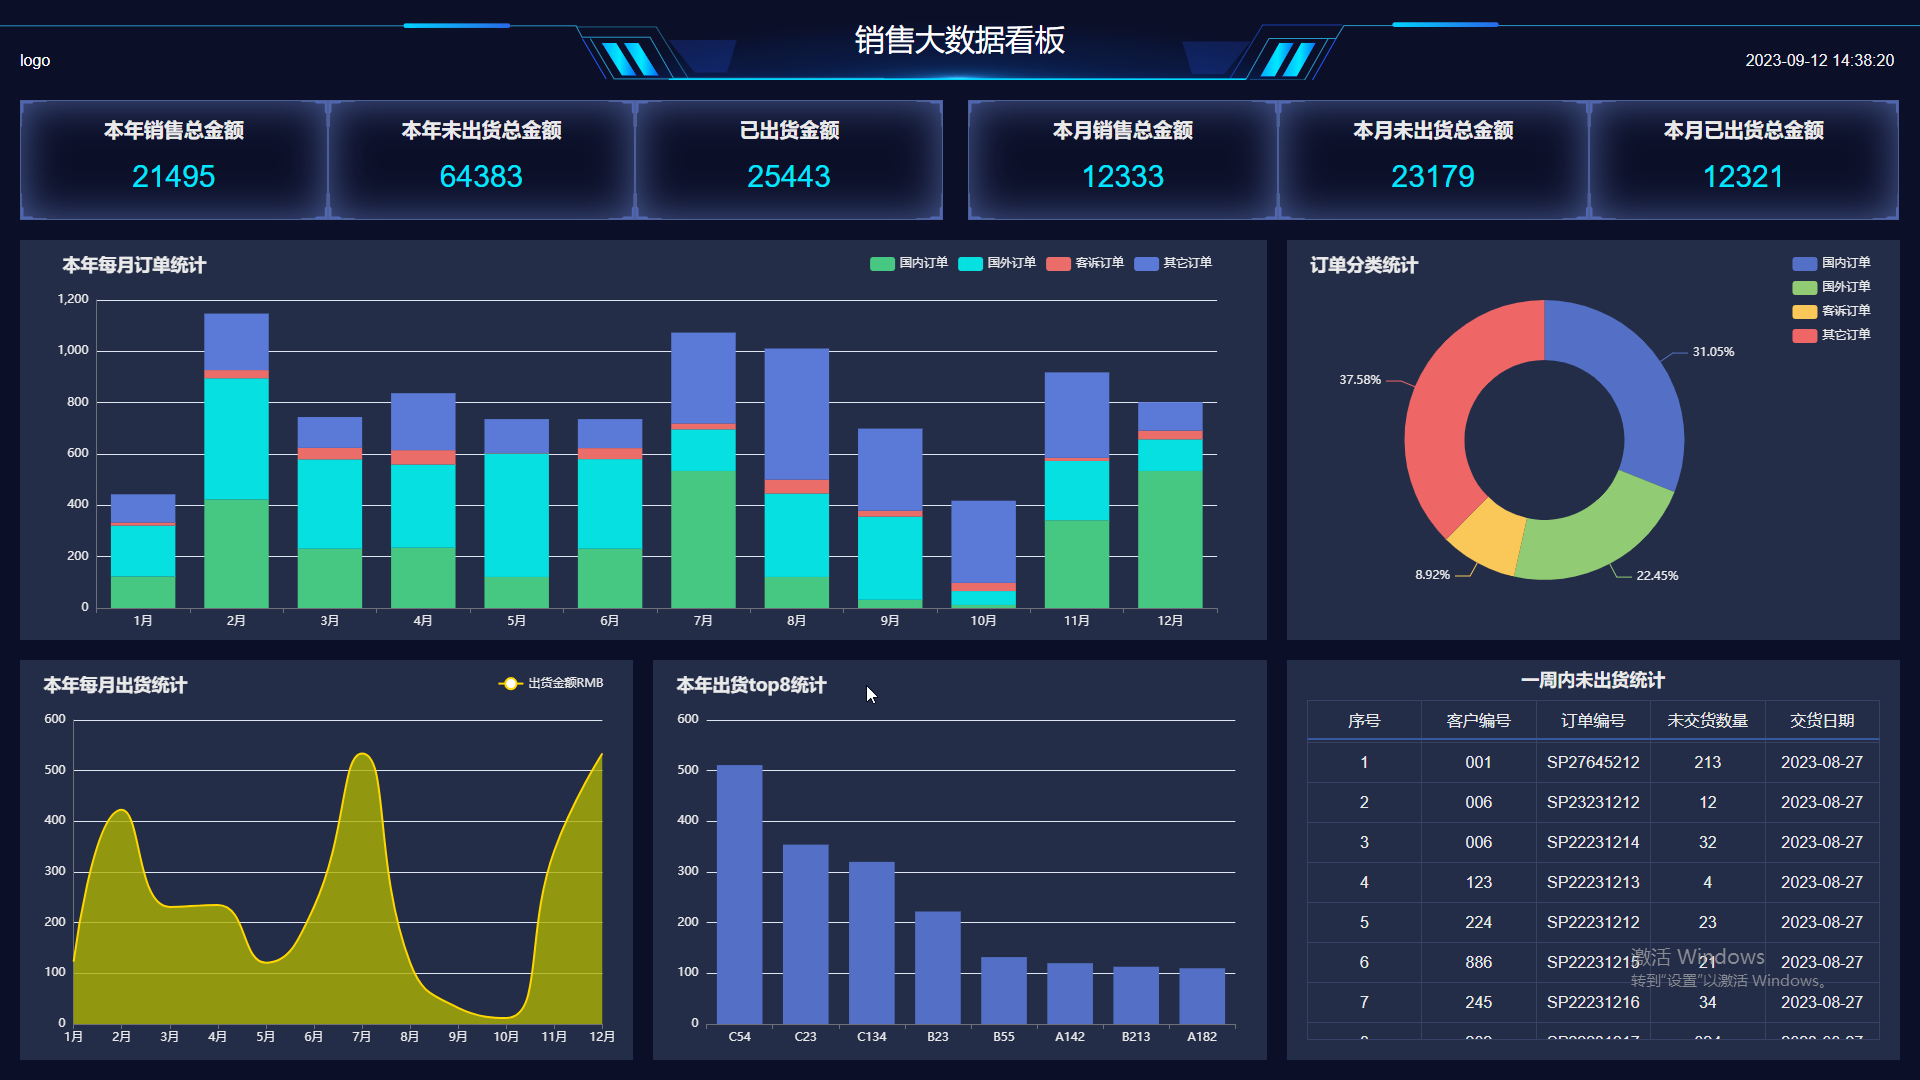 销售大数据看板
logo
2023-09-12 14:38:20
本年销售总金额 本年未出货总金额 已出货金额 本月销售总金额 本月未出货总金额 本月已出货总金额
21495 64383 25443 12333 23179 12321
本年每月订单统计
国内订单 国外订单 客诉订单 其它订单
1,200
1,000
800
600
400
200
0
1月 2月 3月 4月 5月 6月 7月 8月 9月 10月 11月 12月
订单分类统计
国内订单
国外订单
客诉订单
其它订单
31.05%
37.58%
8.92%
22.45%
本年每月出货统计
出货金额RMB
600
500
400
300
200
100
0
1月 2月 3月 4月 5月 6月 7月 8月 9月 10月 11月 12月
本年出货top8统计
600
500
400
300
200
100
0
C54 C23 C134 B23 B55 A142 B213 A182
一周内未出货统计
序号 客户编号 订单编号 未交货数量 交货日期
1 001 SP27645212 213 2023-08-27
2 006 SP23231212 12 2023-08-27
3 006 SP22231214 32 2023-08-27
4 123 SP22231213 4 2023-08-27
5 224 SP22231212 23 2023-08-27
6 886 SP22231215 21 2023-08-27
7 245 SP22231216 34 2023-08-27
激活 Windows
转到“设置”以激活 Windows。